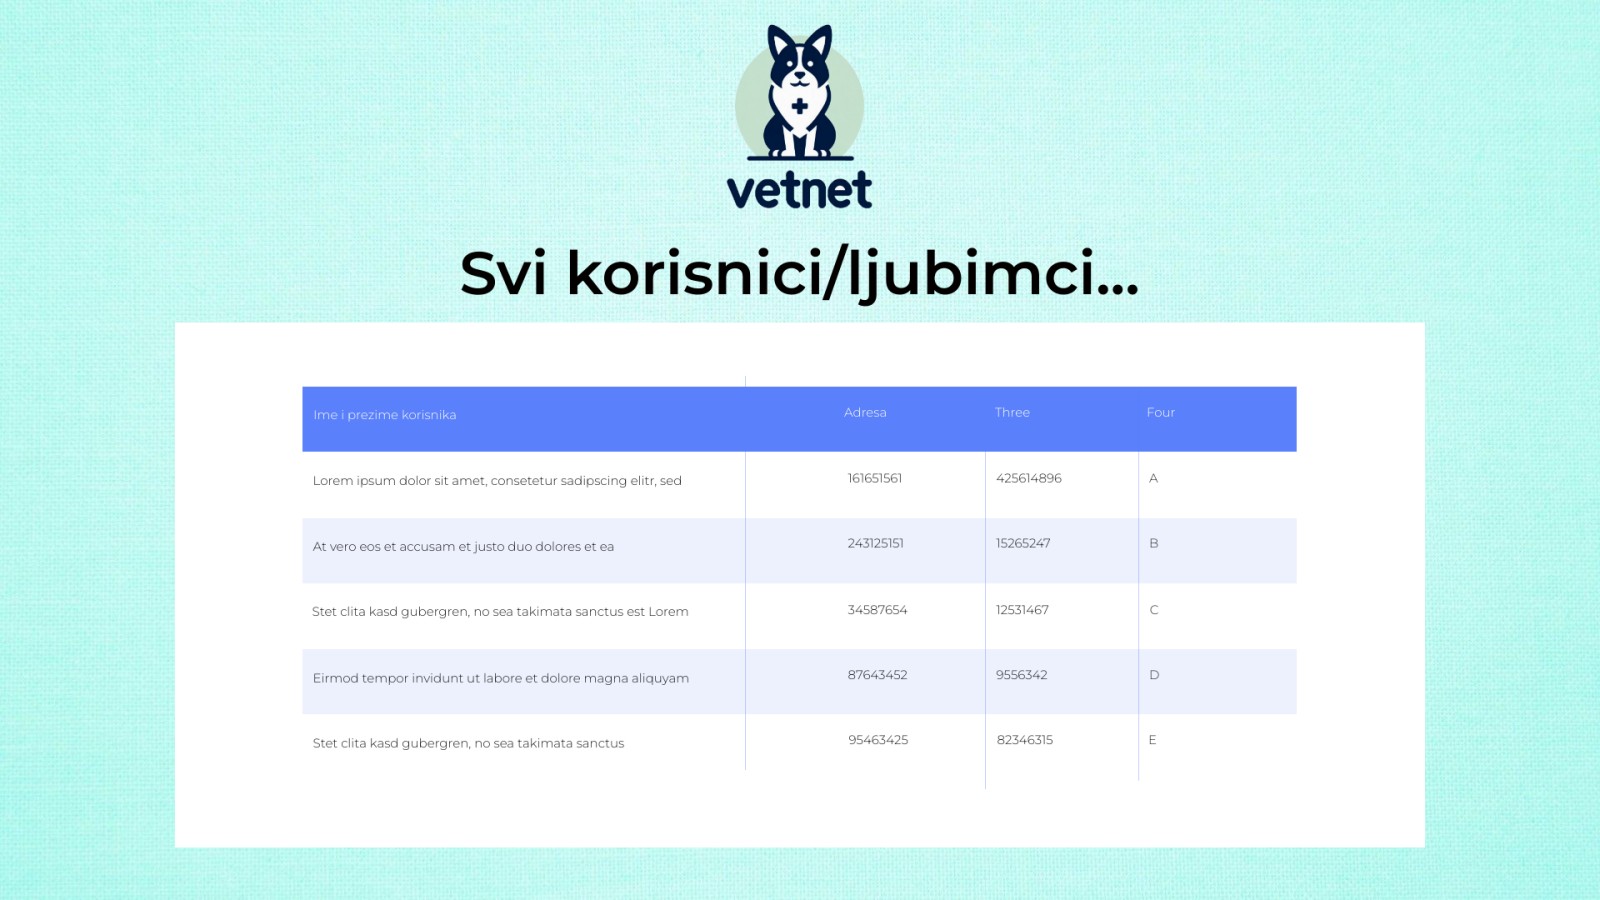 vetnet
Svi korisnici/ljubimci...
Ime i prezime korisnika Adresa Three Four
Lorem ipsum dolor sit amet, consetetur sadipscing elitr, sed 161651561 425614896 A
At vero eos et accusam et justo duo dolores et ea 243125151 15265247 B
Stet clita kasd gubergren, no sea takimata sanctus est Lorem 34587654 12531467 C
Eirmod tempor invidunt ut labore et dolore magna aliquyam 87643452 9556342 D
Stet clita kasd gubergren, no sea takimata sanctus 95463425 82346315 E